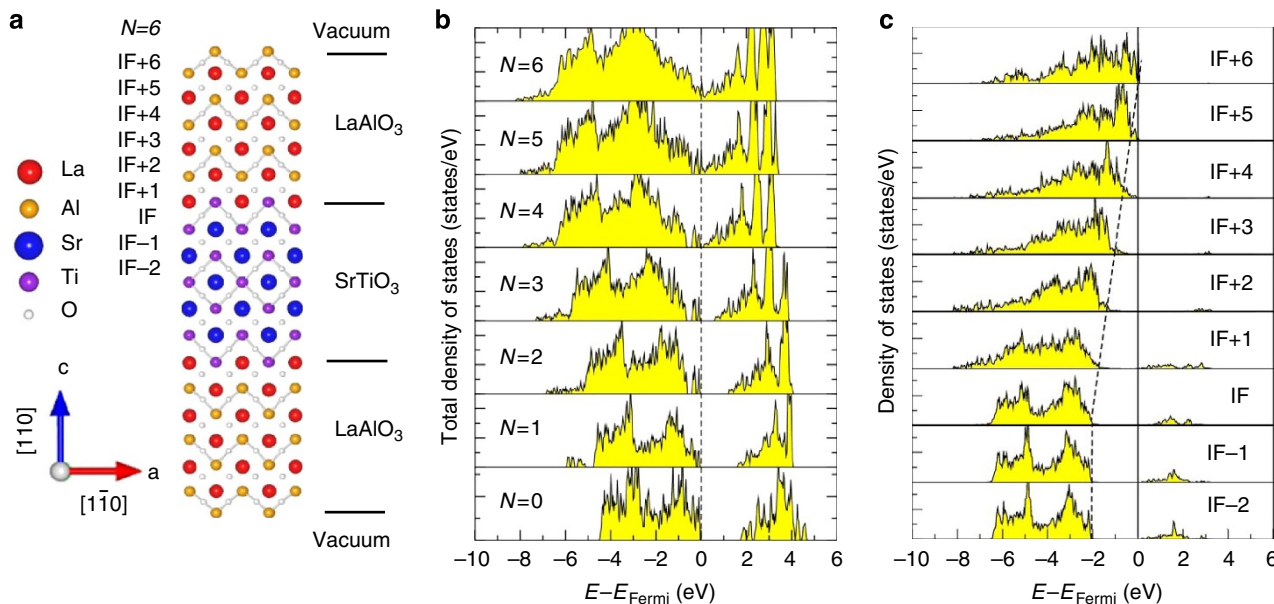 a
N=6
Vacuum
IF+6
IF+5
IF+4
IF+3
IF+2
IF+1
IF
IF−1
IF−2
LaAlO3
SrTiO3
LaAlO3
Vacuum
La
Al
Sr
Ti
O
c
[110]
a
[11̄0]
b
Total density of states (states/eV)
N=6
N=5
N=4
N=3
N=2
N=1
N=0
−10 −8 −6 −4 −2 0 2 4 6
E−EFermi (eV)
c
Density of states (states/eV)
IF+6
IF+5
IF+4
IF+3
IF+2
IF+1
IF
IF−1
IF−2
−10 −8 −6 −4 −2 0 2 4 6
E−EFermi (eV)